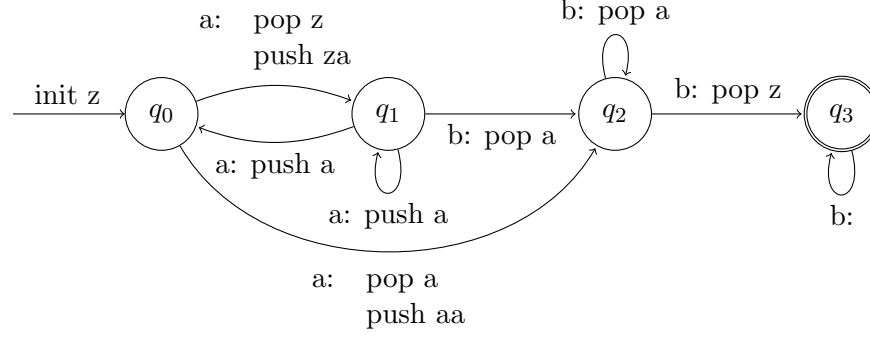 a: pop z
push za
b: pop a
init z
q0
q1
q2
b: pop z
q3
b: pop a
a: push a
a: push a
b:
a: pop a
push aa